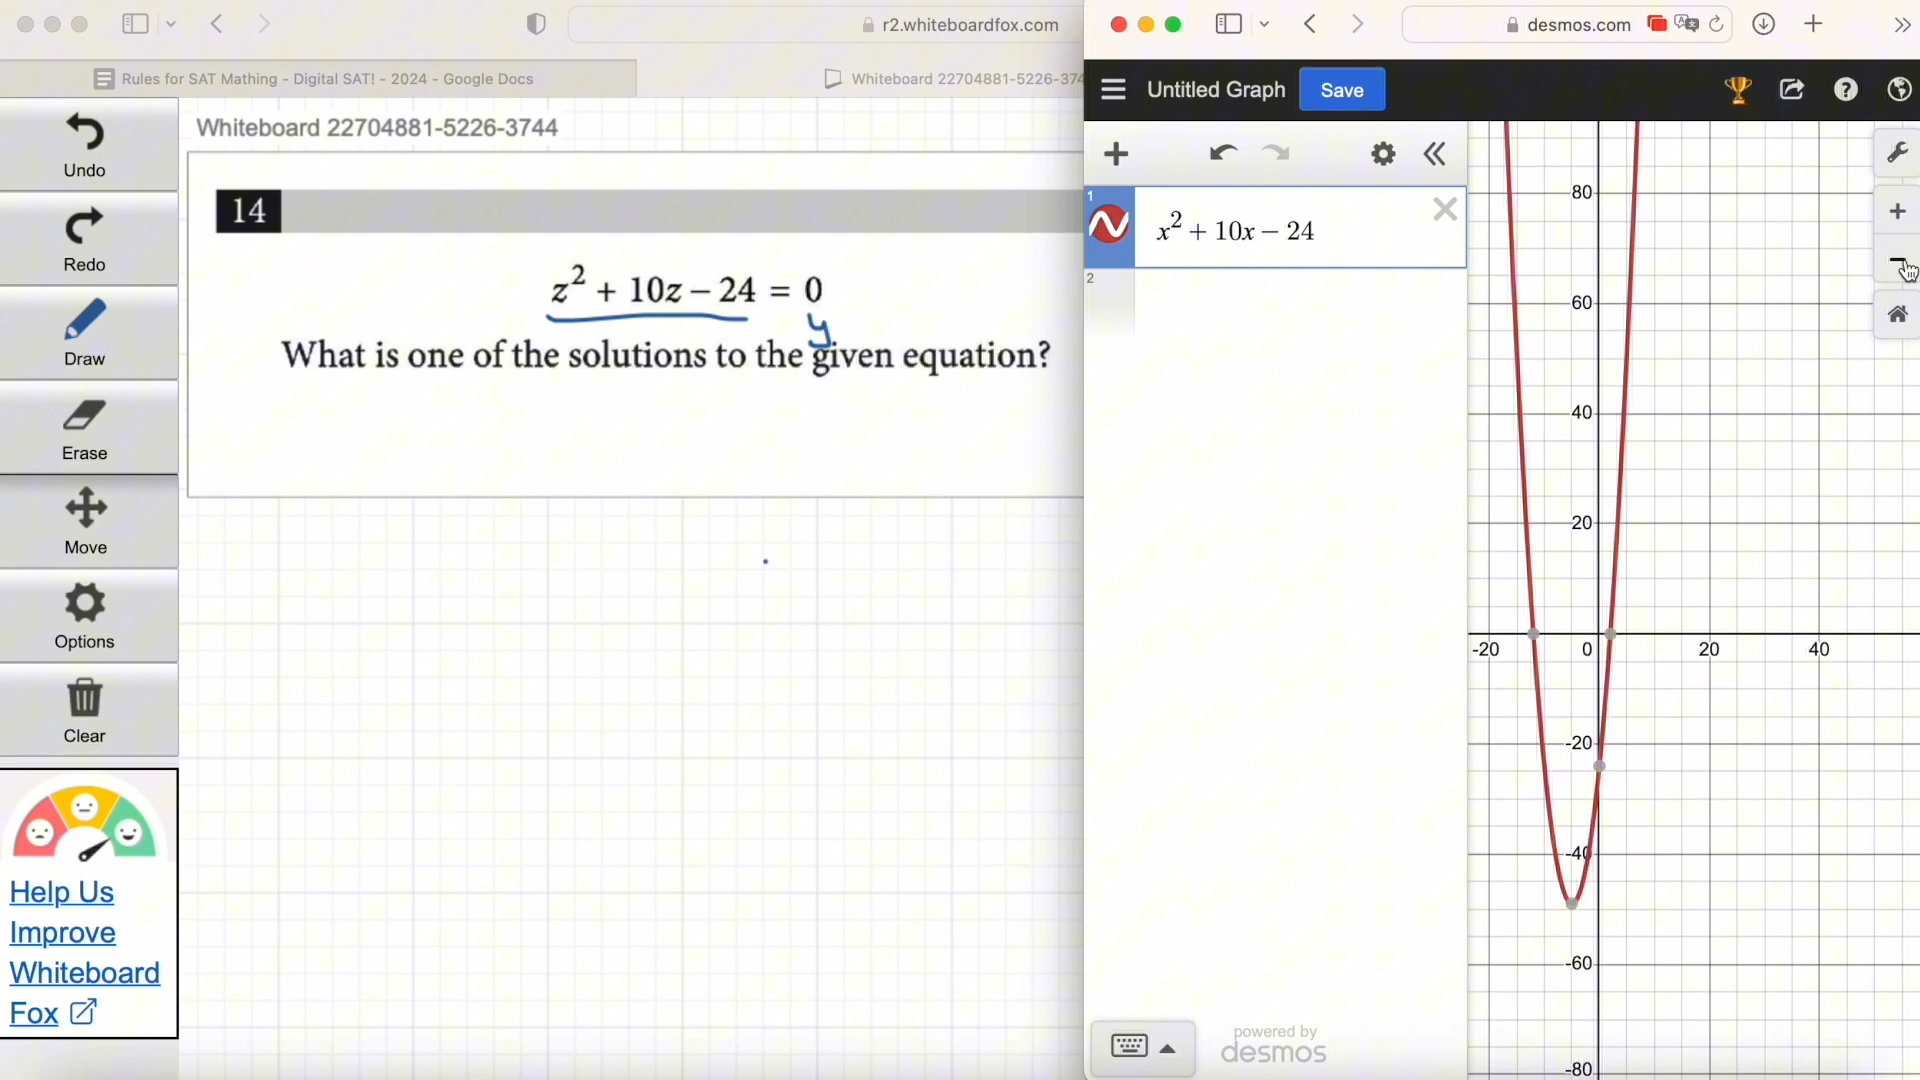 r2.whiteboardfox.com
Rules for SAT Mathing - Digital SAT! - 2024 - Google Docs
Whiteboard 22704881-5226-374
Undo
Redo
Draw
Erase
Move
Options
Clear
Help Us
Improve
Whiteboard
Fox
Whiteboard 22704881-5226-3744
14
z² + 10z – 24 = 0
y
What is one of the solutions to the given equation?
desmos.com
Untitled Graph
Save
1
x² + 10x – 24
2
powered by
desmos
80
60
40
20
-20 0 20 40
-20
-40
-60
-80